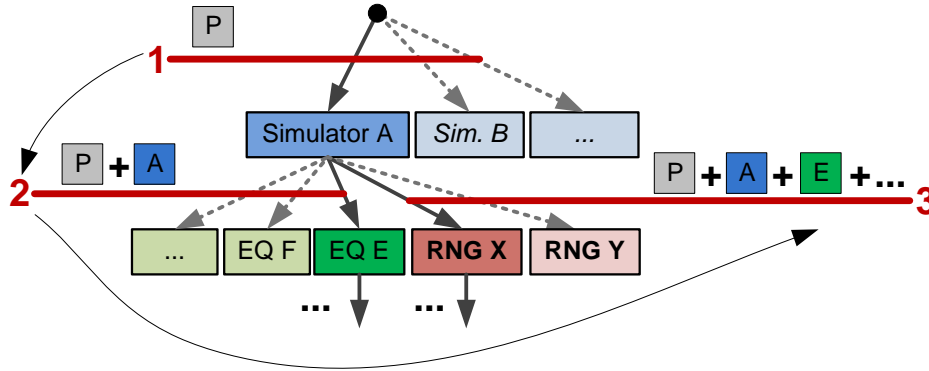 P
1
Simulator A Sim. B ...
P + A
P + A + E + ...
2
3
... EQ F EQ E RNG X RNG Y
... ...